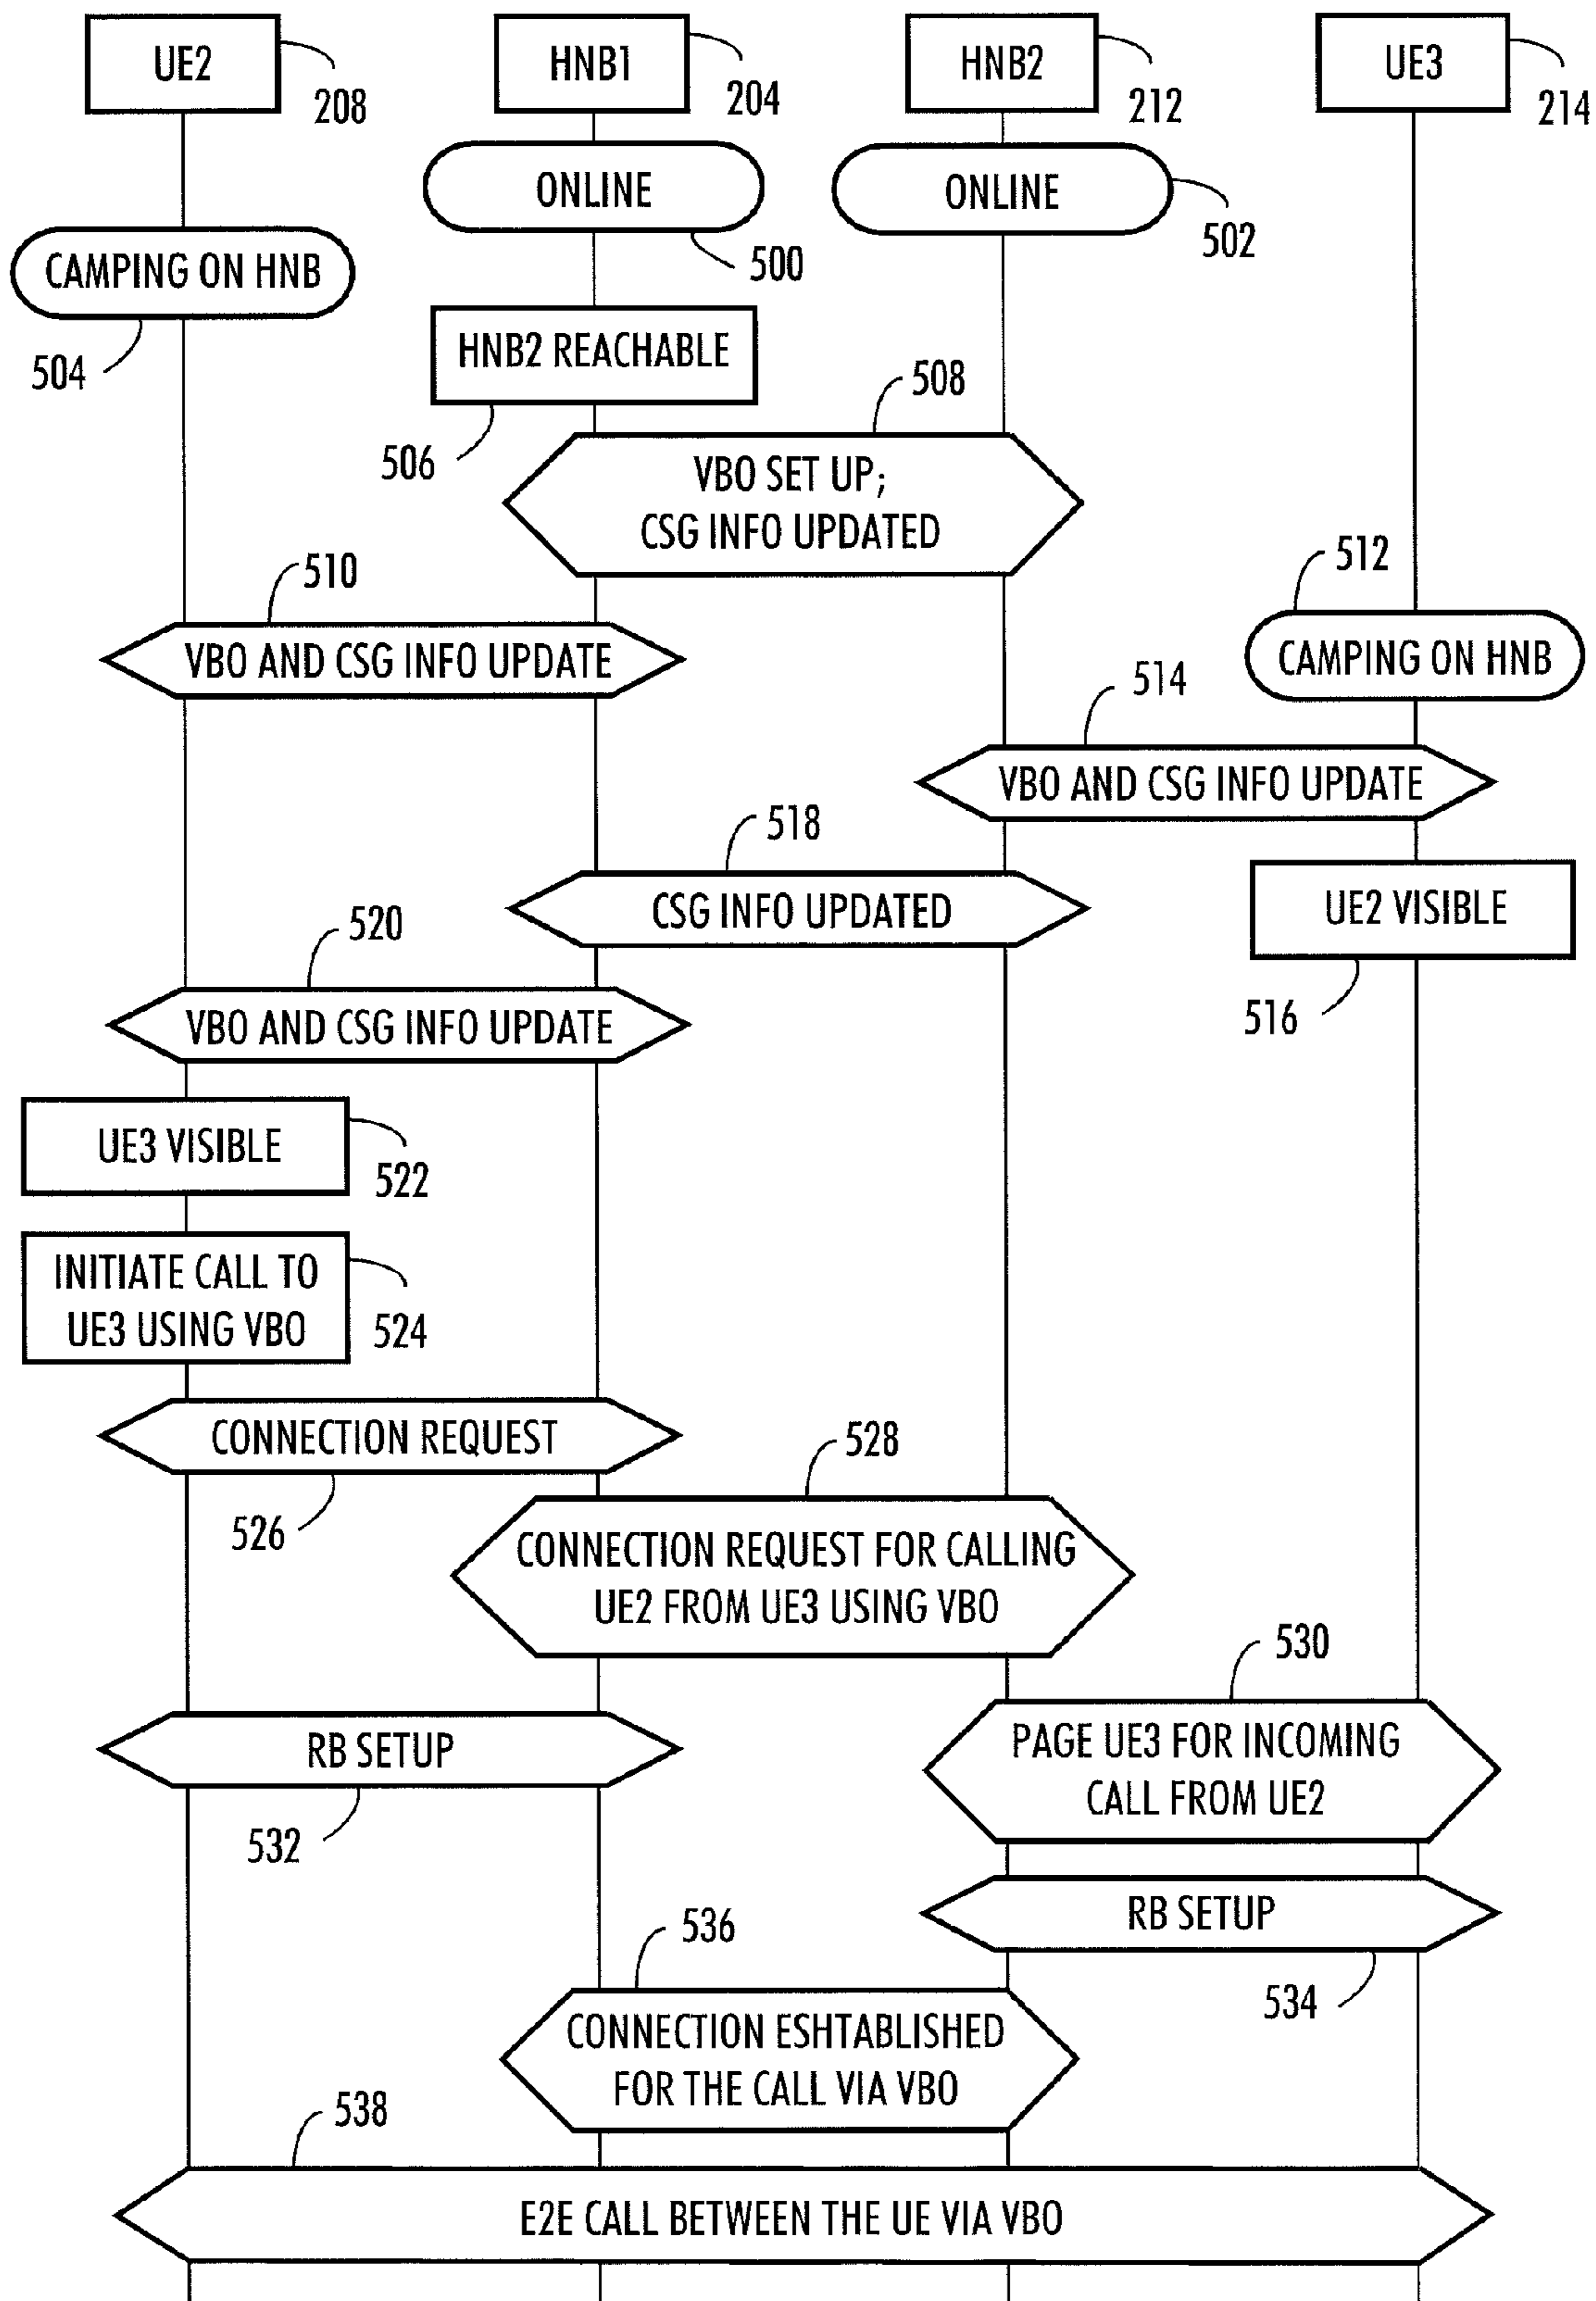 UE2
208
HNB1
204
HNB2
212
UE3
214
ONLINE
500
ONLINE
502
CAMPING ON HNB
504
HNB2 REACHABLE
506
508
VBO SET UP;
CSG INFO UPDATED
510
VBO AND CSG INFO UPDATE
512
CAMPING ON HNB
514
VBO AND CSG INFO UPDATE
518
CSG INFO UPDATED
UE2 VISIBLE
516
520
VBO AND CSG INFO UPDATE
UE3 VISIBLE
522
INITIATE CALL TO
UE3 USING VBO
524
CONNECTION REQUEST
526
528
CONNECTION REQUEST FOR CALLING
UE2 FROM UE3 USING VBO
530
PAGE UE3 FOR INCOMING
CALL FROM UE2
RB SETUP
532
RB SETUP
534
536
CONNECTION ESHTABLISHED
FOR THE CALL VIA VBO
538
E2E CALL BETWEEN THE UE VIA VBO